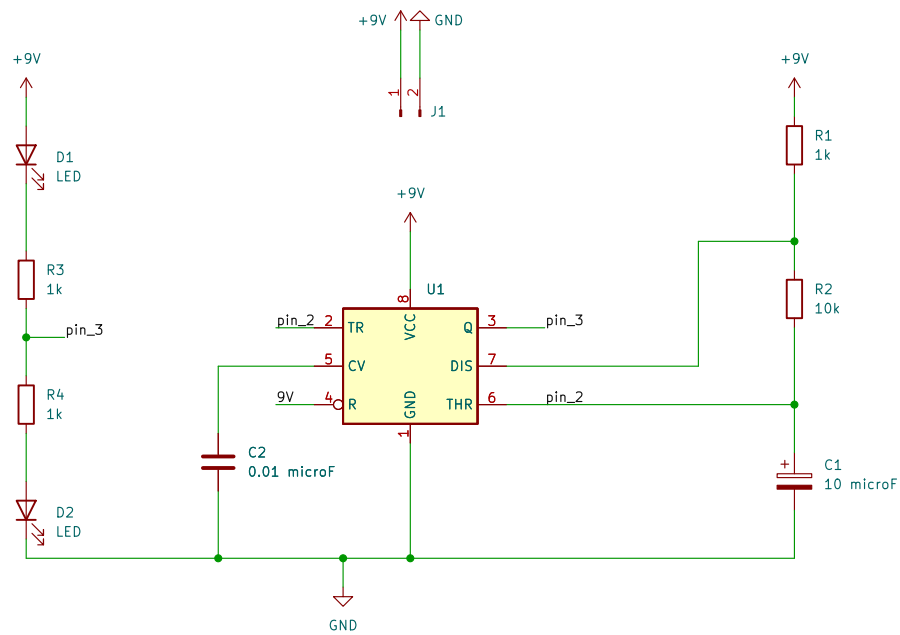 +9V
GND
1
2
J1
+9V
+9V
D1
LED
R1
1k
+9V
R3
1k
U1
8
R2
10k
pin_3
pin_2
2
TR
VCC
Q
3
pin_3
5
CV
DIS
7
9V
4
R
GND
THR
6
pin_2
1
R4
1k
C2
0.01 microF
+
C1
10 microF
D2
LED
GND